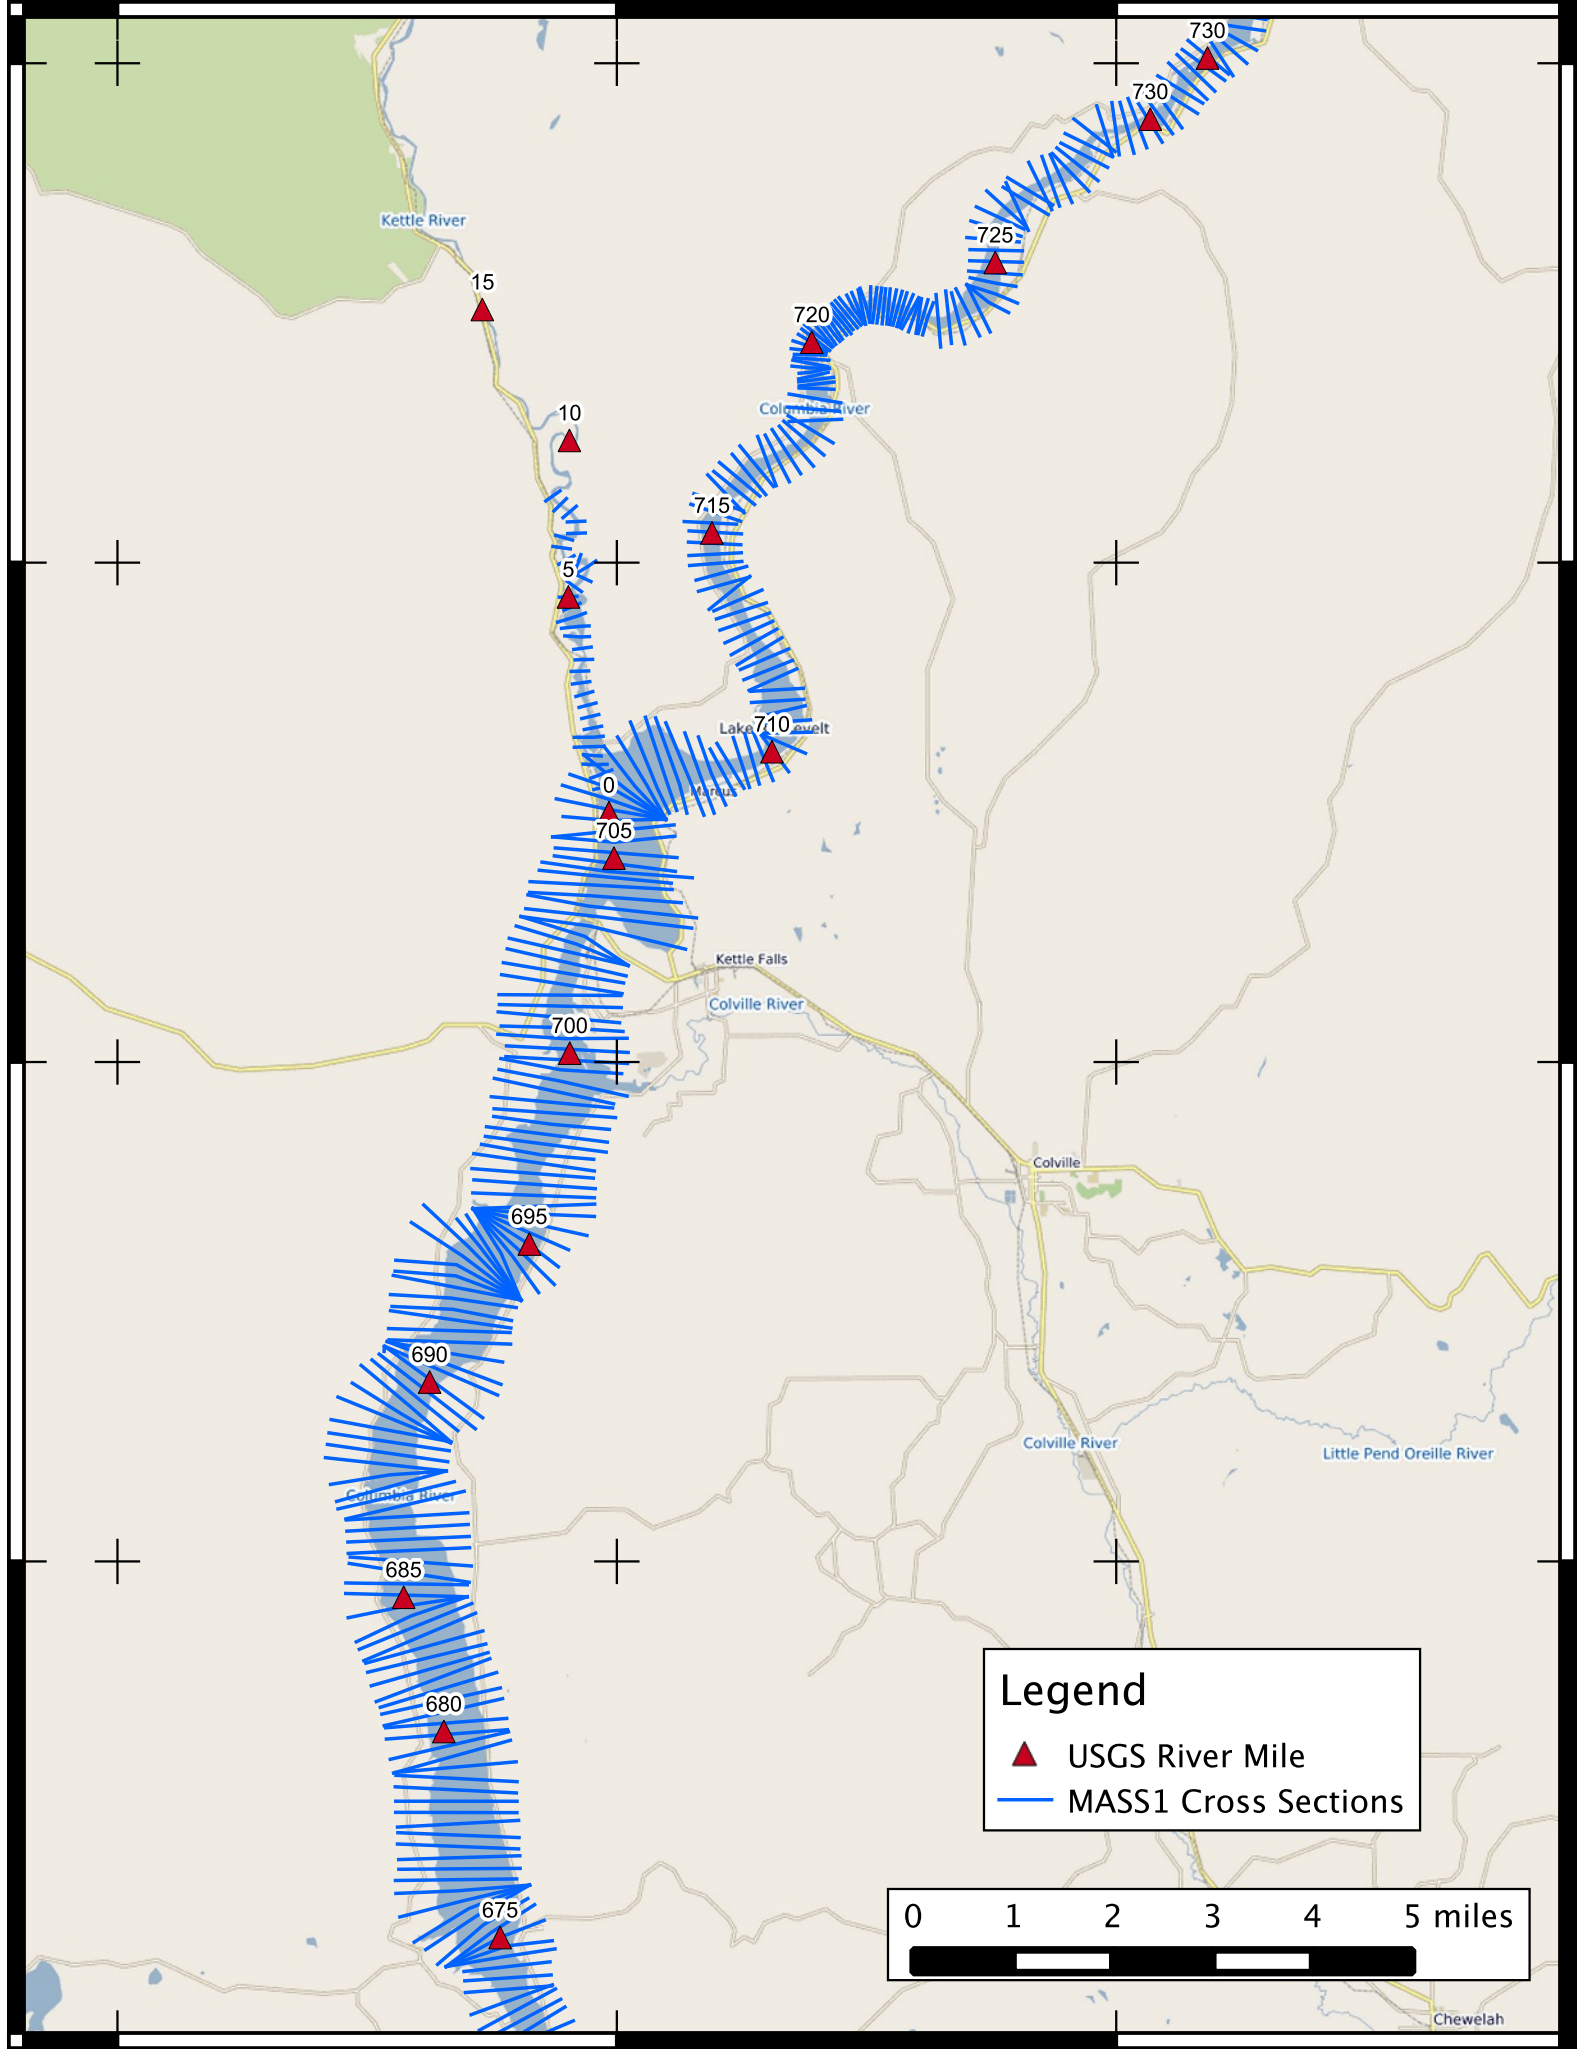 730
730
Kettle River
725
15
720
Columbia River
10
715
5
710
Lake Roosevelt
0
Marcus
705
Kettle Falls
Colville River
700
Colville
695
690
Colville River
Little Pend Oreille River
Columbia River
685
680
Legend
USGS River Mile
MASS1 Cross Sections
675
0 1 2 3 4 5 miles
Chewelah